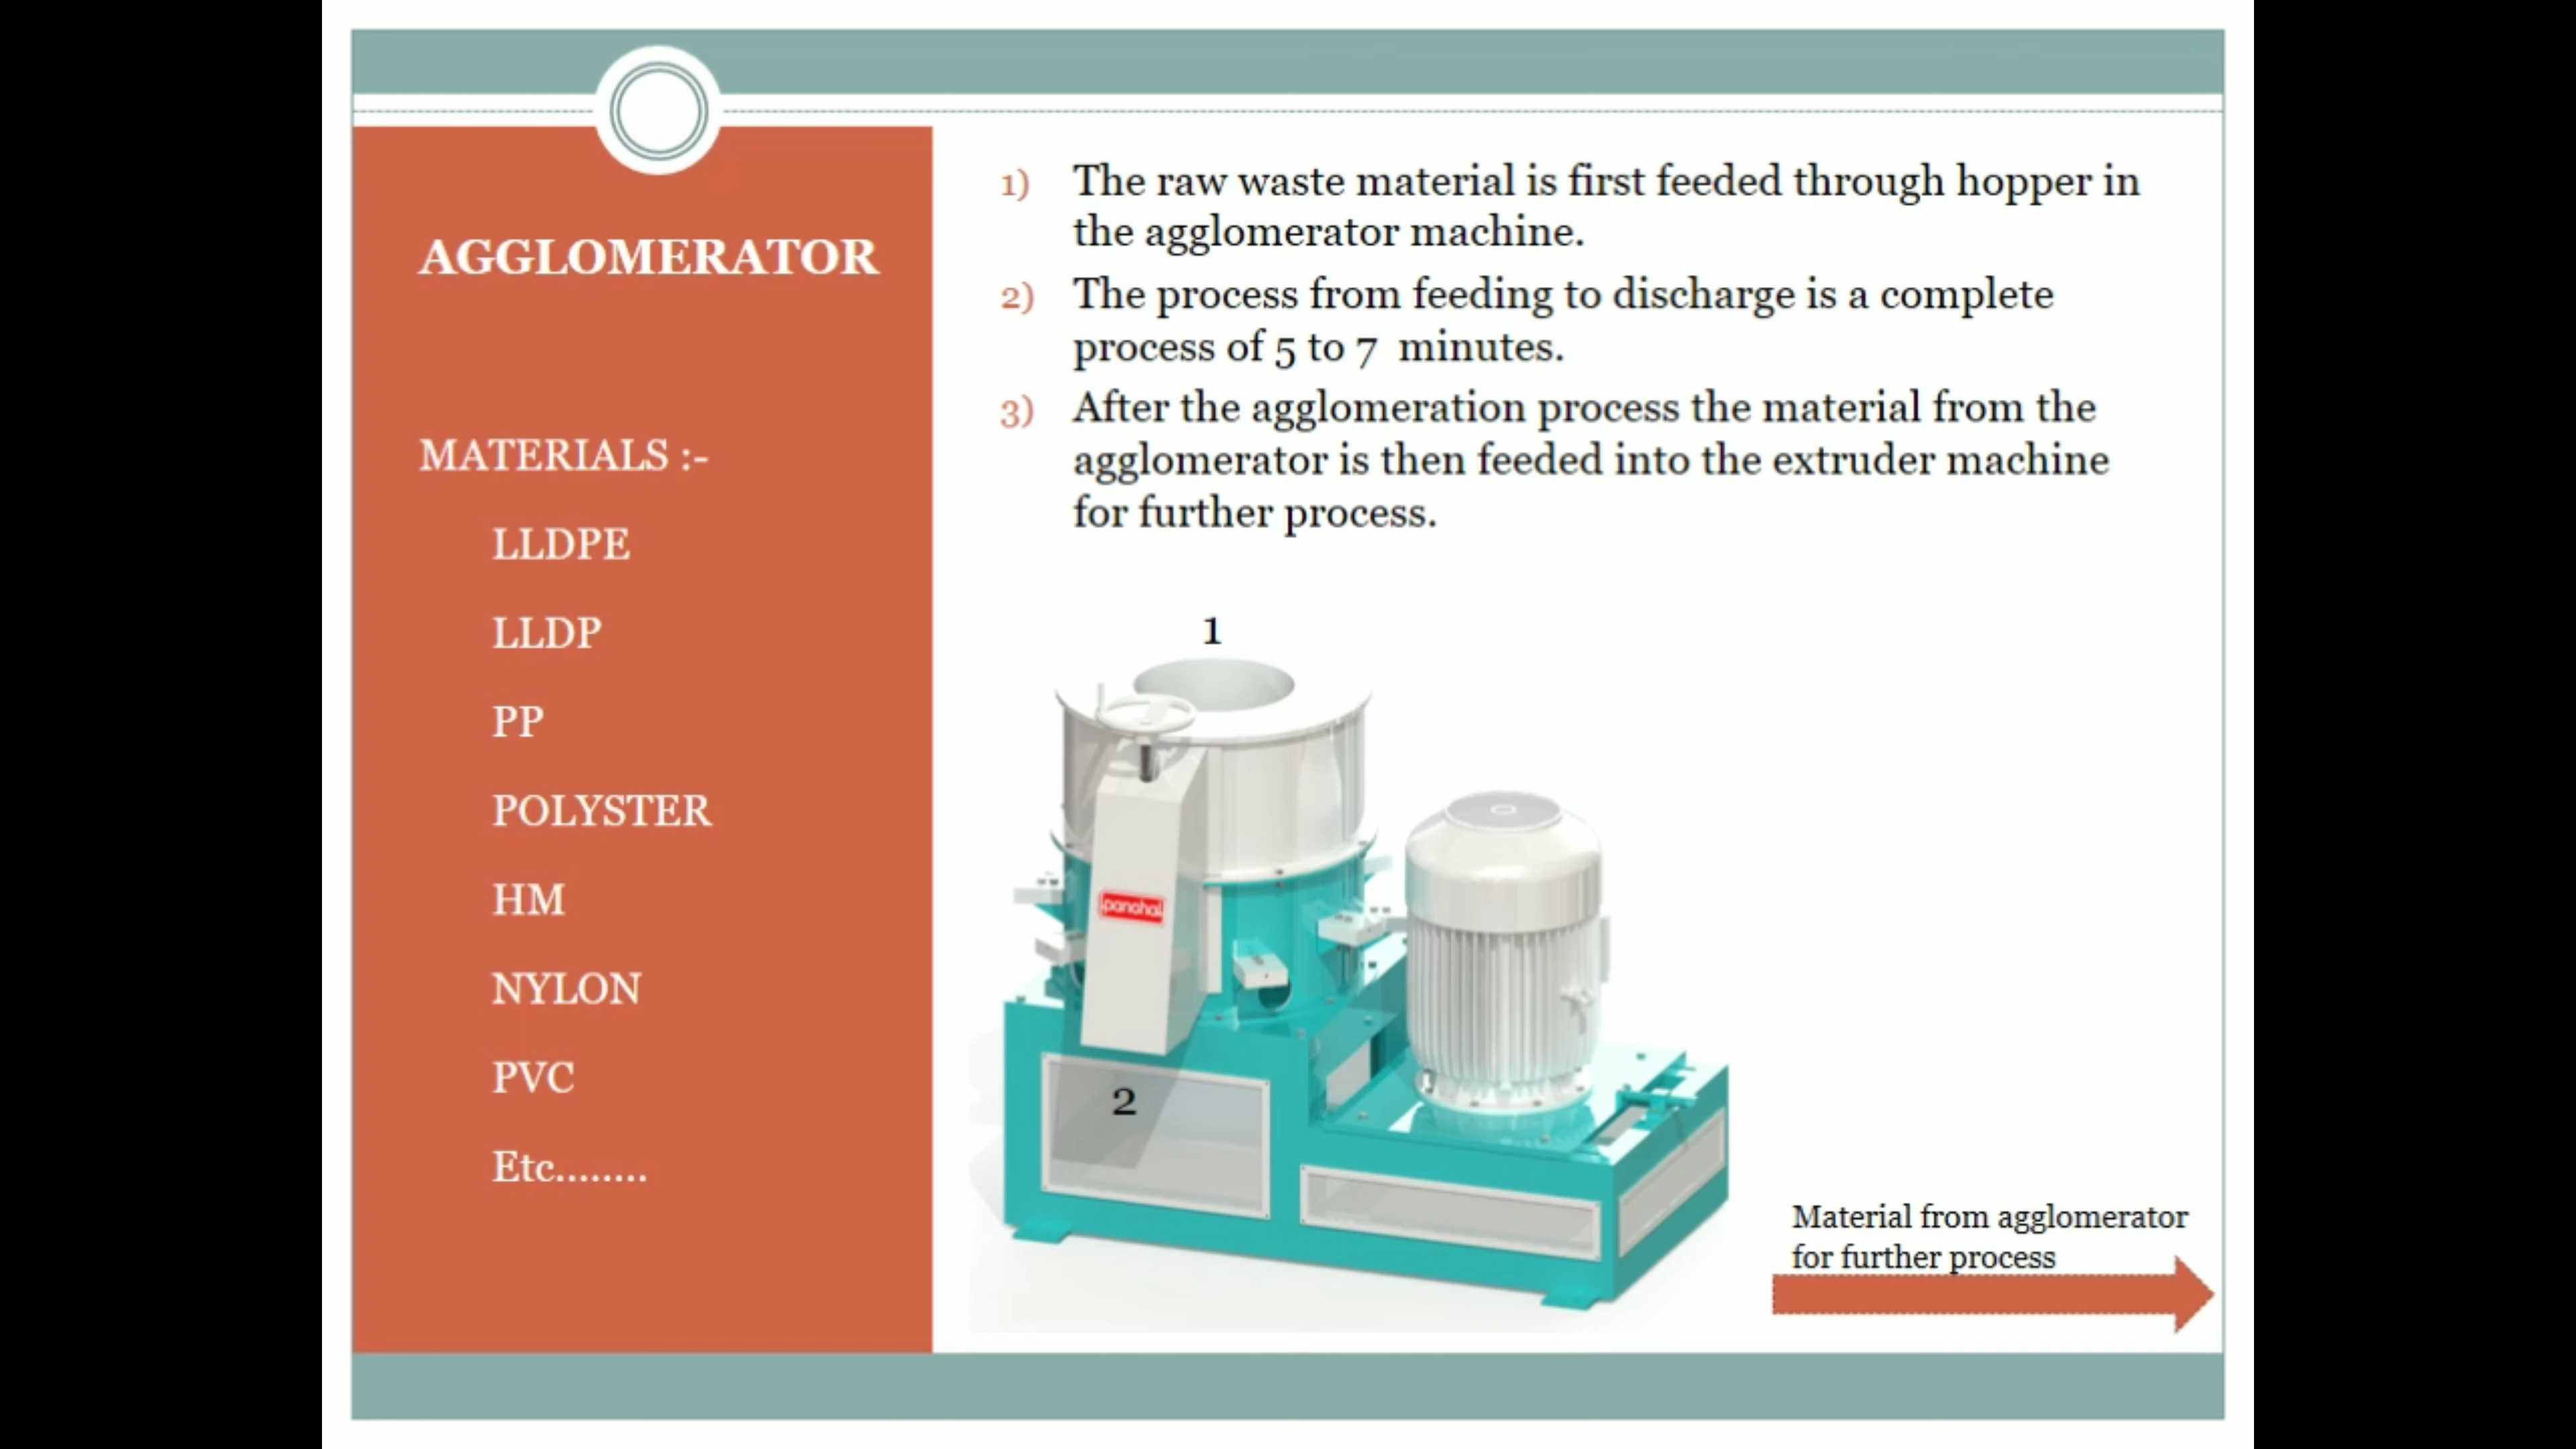 AGGLOMERATOR
MATERIALS :-
LLDPE
LLDP
PP
POLYSTER
HM
NYLON
PVC
Etc........
1) The raw waste material is first feeded through hopper in
the agglomerator machine.
2) The process from feeding to discharge is a complete
process of 5 to 7 minutes.
3) After the agglomeration process the material from the
agglomerator is then feeded into the extruder machine
for further process.
1
panchal
2
Material from agglomerator
for further process